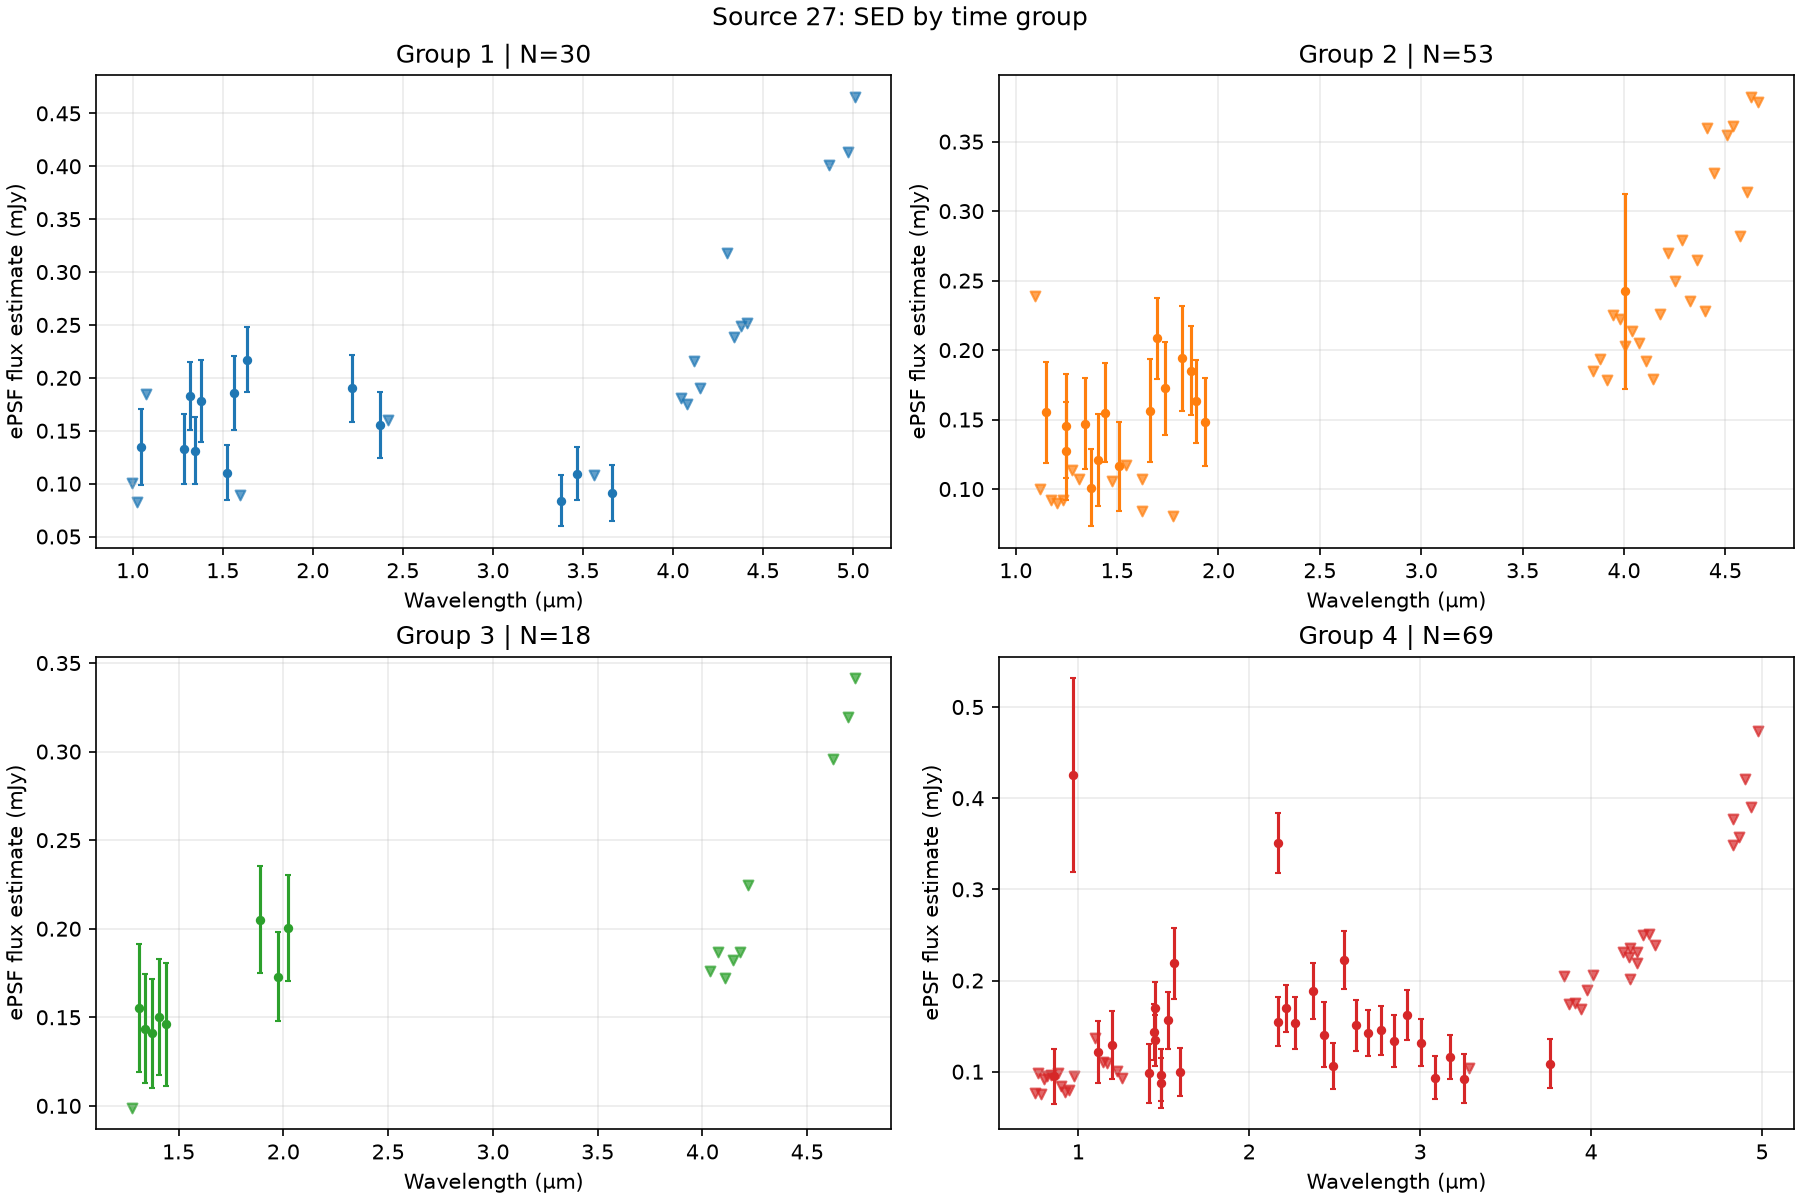 Source 27: SED by time group
Group 1 | N=30
ePSF flux estimate (mJy)
0.45
0.40
0.35
0.30
0.25
0.20
0.15
0.10
0.05
1.0 1.5 2.0 2.5 3.0 3.5 4.0 4.5 5.0
Wavelength (μm)
Group 2 | N=53
ePSF flux estimate (mJy)
0.35
0.30
0.25
0.20
0.15
0.10
1.0 1.5 2.0 2.5 3.0 3.5 4.0 4.5
Wavelength (μm)
Group 3 | N=18
ePSF flux estimate (mJy)
0.35
0.30
0.25
0.20
0.15
0.10
1.5 2.0 2.5 3.0 3.5 4.0 4.5
Wavelength (μm)
Group 4 | N=69
ePSF flux estimate (mJy)
0.5
0.4
0.3
0.2
0.1
1 2 3 4 5
Wavelength (μm)